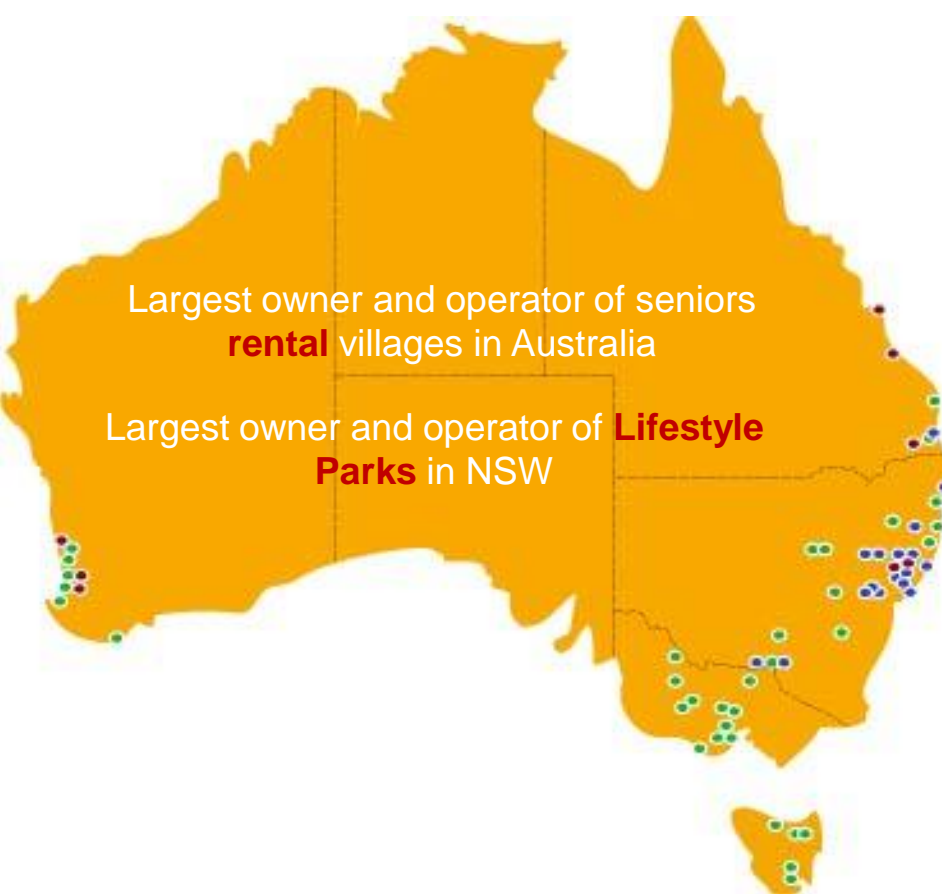 Largest owner and operator of seniors
rental villages in Australia
Largest owner and operator of Lifestyle
Parks in NSW